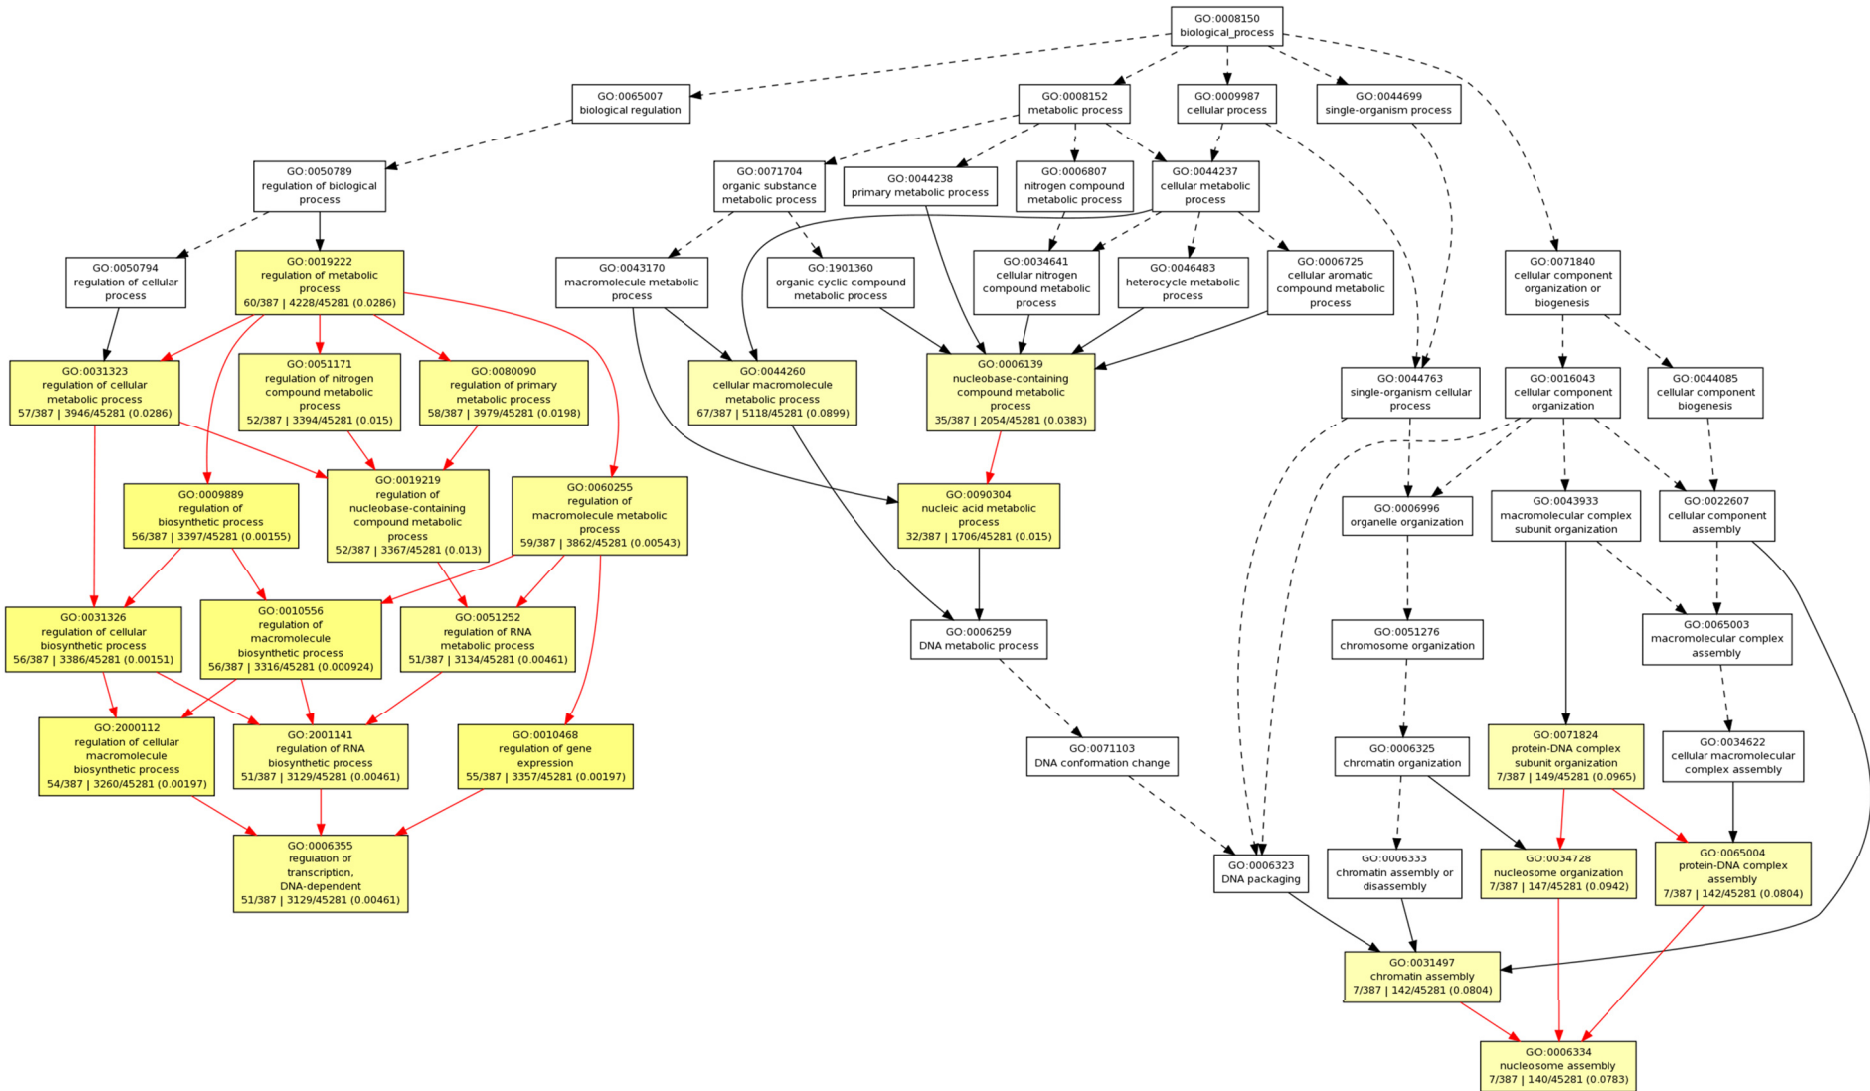 GO:0008150
biological_process
GO:0065007
biological regulation
GO:0008152
metabolic process
GO:0009987
cellular process
GO:0044699
single-organism process
GO:0050789
regulation of biological
process
GO:0071704
organic substance
metabolic process
GO:0044238
primary metabolic process
GO:0006807
nitrogen compound
metabolic process
GO:0044237
cellular metabolic
process
GO:0050794
regulation of cellular
process
GO:0019222
regulation of metabolic
process
60/387 | 4228/45281 (0.0286)
GO:0043170
macromolecule metabolic
process
GO:1901360
organic cyclic compound
metabolic process
GO:0034641
cellular nitrogen
compound metabolic
process
GO:0046483
heterocycle metabolic
process
GO:0006725
cellular aromatic
compound metabolic
process
GO:0071840
cellular component
organization or
biogenesis
GO:0031323
regulation of cellular
metabolic process
57/387 | 3946/45281 (0.0286)
GO:0051171
regulation of nitrogen
compound metabolic
process
52/387 | 3394/45281 (0.015)
GO:0080090
regulation of primary
metabolic process
58/387 | 3979/45281 (0.0198)
GO:0044260
cellular macromolecule
metabolic process
67/387 | 5118/45281 (0.0899)
GO:0006139
nucleobase-containing
compound metabolic
process
35/387 | 2054/45281 (0.0383)
GO:0044763
single-organism cellular
process
GO:0016043
cellular component
organization
GO:0044085
cellular component
biogenesis
GO:0009889
regulation of
biosynthetic process
56/387 | 3397/45281 (0.00155)
GO:0019219
regulation of
nucleobase-containing
compound metabolic
process
52/387 | 3367/45281 (0.013)
GO:0060255
regulation of
macromolecule metabolic
process
59/387 | 3862/45281 (0.00543)
GO:0090304
nucleic acid metabolic
process
32/387 | 1706/45281 (0.015)
GO:0006996
organelle organization
GO:0043933
macromolecular complex
subunit organization
GO:0022607
cellular component
assembly
GO:0031326
regulation of cellular
biosynthetic process
56/387 | 3386/45281 (0.00151)
GO:0010556
regulation of
macromolecule
biosynthetic process
56/387 | 3316/45281 (0.000924)
GO:0051252
regulation of RNA
metabolic process
51/387 | 3134/45281 (0.00461)
GO:0006259
DNA metabolic process
GO:0051276
chromosome organization
GO:0065003
macromolecular complex
assembly
GO:2000112
regulation of cellular
macromolecule
biosynthetic process
54/387 | 3260/45281 (0.00197)
GO:2001141
regulation of RNA
biosynthetic process
51/387 | 3129/45281 (0.00461)
GO:0010468
regulation of gene
expression
55/387 | 3357/45281 (0.00197)
GO:0071103
DNA conformation change
GO:0006325
chromatin organization
GO:0071824
protein-DNA complex
subunit organization
7/387 | 149/45281 (0.0965)
GO:0034622
cellular macromolecular
complex assembly
GO:0006355
regulation of
transcription,
DNA-dependent
51/387 | 3129/45281 (0.00461)
GO:0006323
DNA packaging
GO:0006333
chromatin assembly or
disassembly
GO:0034728
nucleosome organization
7/387 | 147/45281 (0.0942)
GO:0065004
protein-DNA complex
assembly
7/387 | 142/45281 (0.0804)
GO:0031497
chromatin assembly
7/387 | 142/45281 (0.0804)
GO:0006334
nucleosome assembly
7/387 | 140/45281 (0.0783)